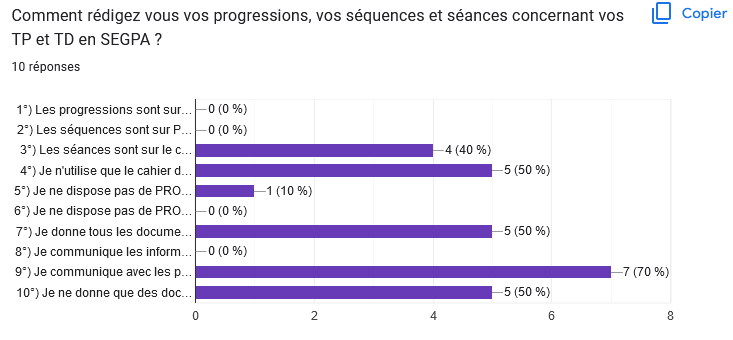 Comment rédigez vous vos progressions, vos séquences et séances concernant vos
TP et TD en SEGPA ?
Copier
10 réponses
1°) Les progressions sont sur... 0 (0 %)
2°) Les séquences sont sur P... 0 (0 %)
3°) Les séances sont sur le c... 4 (40 %)
4°) Je n'utilise que le cahier d... 5 (50 %)
5°) Je ne dispose pas de PRO... 1 (10 %)
6°) Je ne dispose pas de PRO... 0 (0 %)
7°) Je donne tous les docume... 5 (50 %)
8°) Je communique les inform... 0 (0 %)
9°) Je communique avec les p... 7 (70 %)
10°) Je ne donne que des doc... 5 (50 %)
0 2 4 6 8